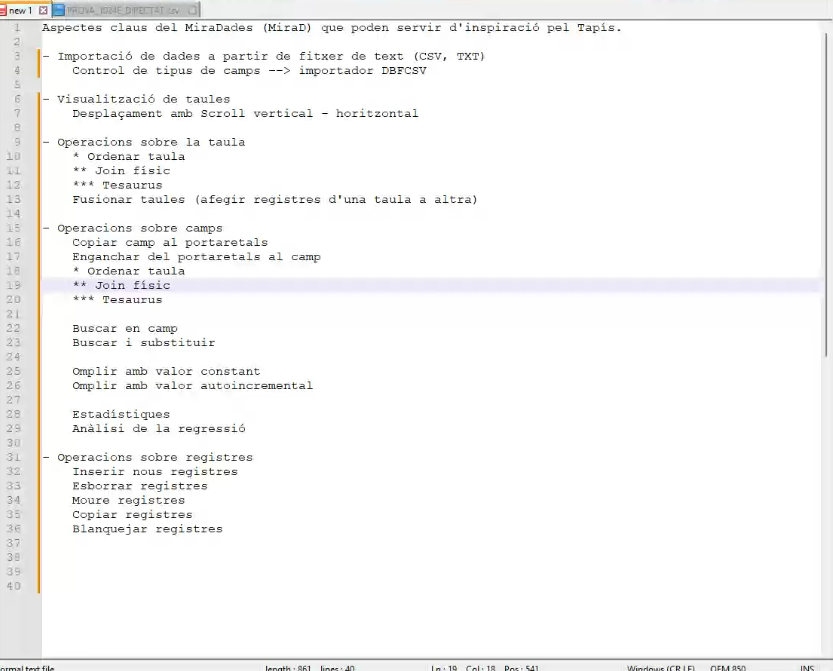 new 1 PROVA_IDNE_DIRECTAT.csv
1 Aspectes claus del MiraDades (MiraD) que poden servir d'inspiració pel Tapís.
2
3 - Importació de dades a partir de fitxer de text (CSV, TXT)
4 Control de tipus de camps --> importador DBFCSV
5
6 - Visualització de taules
7 Desplaçament amb Scroll vertical - horitzontal
8
9 - Operacions sobre la taula
10 * Ordenar taula
11 ** Join físic
12 *** Tesaurus
13 Fusionar taules (afegir registres d'una taula a altra)
14
15 - Operacions sobre camps
16 Copiar camp al portaretals
17 Enganchar del portaretals al camp
18 * Ordenar taula
19 ** Join físic
20 *** Tesaurus
21
22 Buscar en camp
23 Buscar i substituir
24
25 Omplir amb valor constant
26 Omplir amb valor autoincremental
27
28 Estadístiques
29 Anàlisi de la regressió
30
31 - Operacions sobre registres
32 Inserir nous registres
33 Esborrar registres
34 Moure registres
35 Copiar registres
36 Blanquejar registres
37
38
39
40
ormal text file length : 861 lines : 40 Ln : 19 Col : 18 Pos : 541 Windows (CR LF) OEM 850 INS